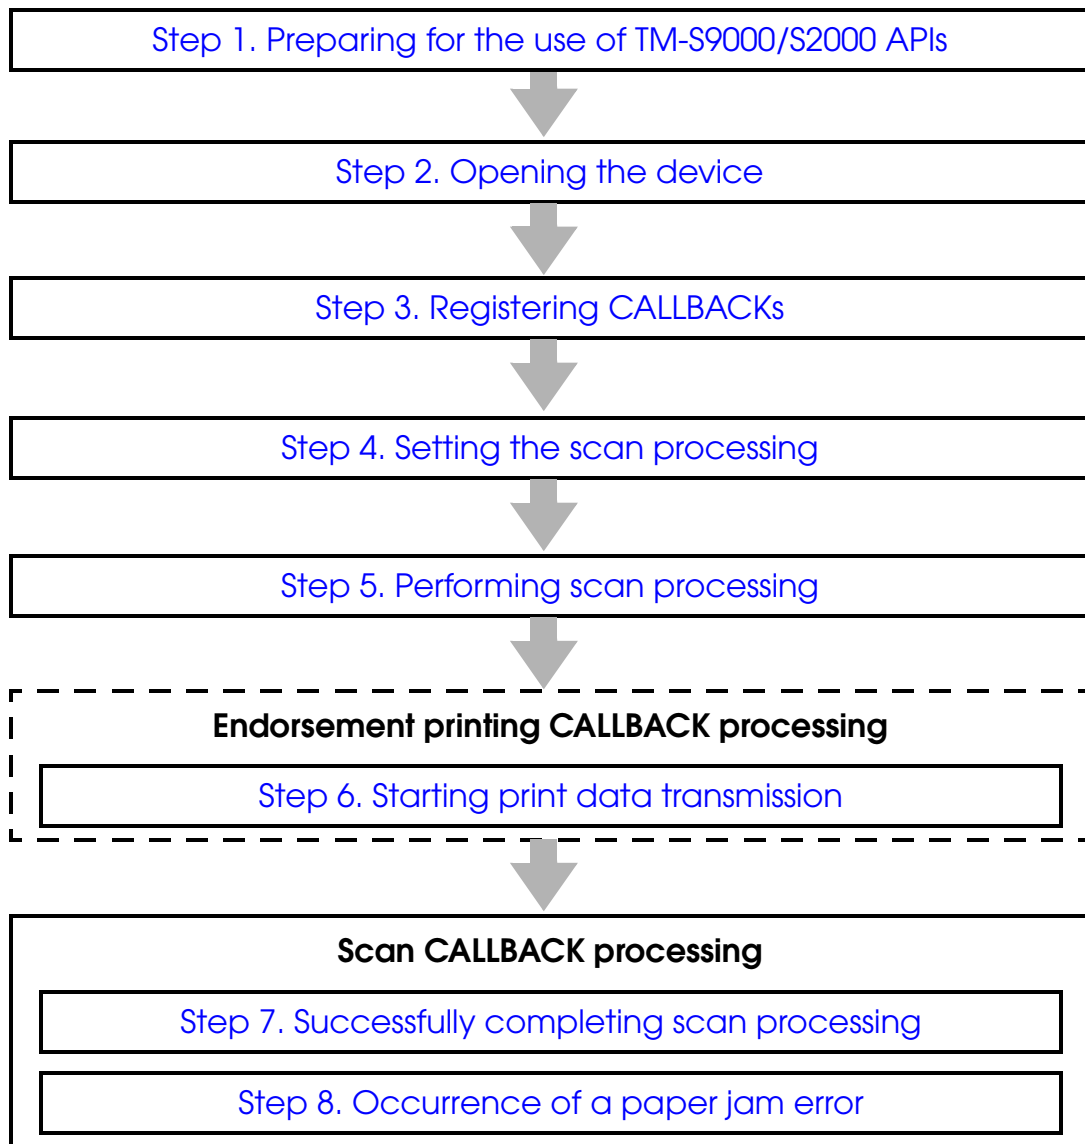 Step 1. Preparing for the use of TM-S9000/S2000 APIs
Step 2. Opening the device
Step 3. Registering CALLBACKs
Step 4. Setting the scan processing
Step 5. Performing scan processing
Endorsement printing CALLBACK processing
Step 6. Starting print data transmission
Scan CALLBACK processing
Step 7. Successfully completing scan processing
Step 8. Occurrence of a paper jam error